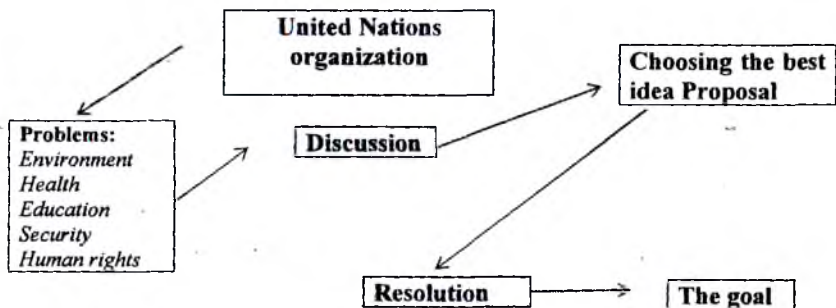 United Nations
organization
Choosing the best
idea Proposal
Problems:
Environment
Health
Education
Security
Human rights
Discussion
Resolution
The goal